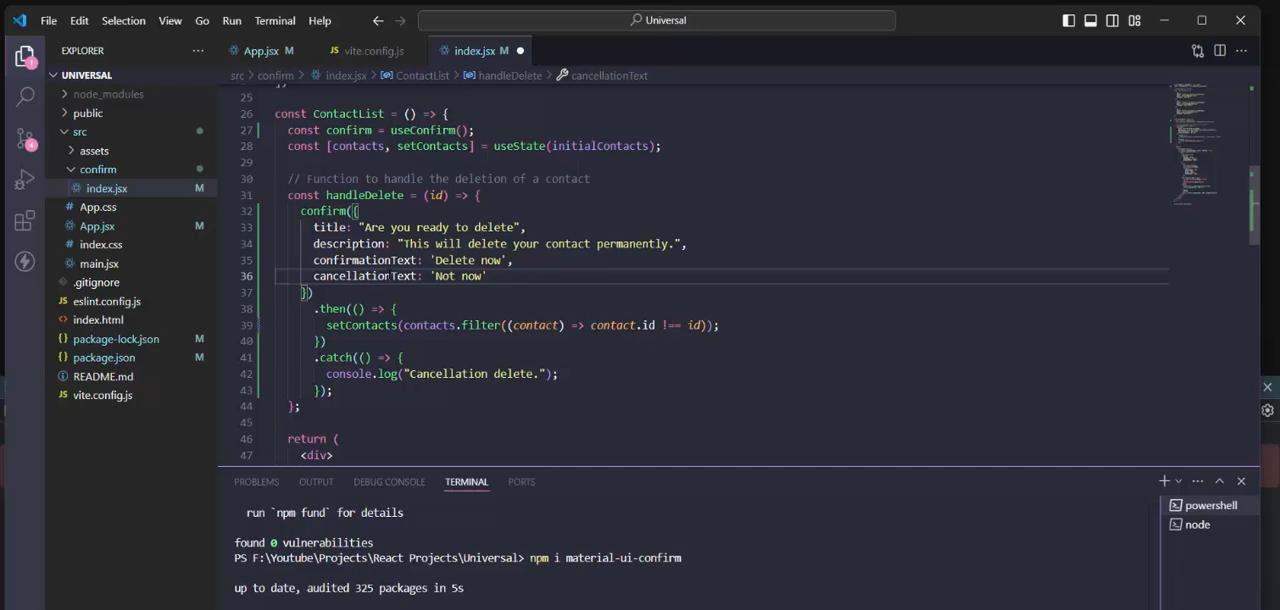 File Edit Selection View Go Run Terminal Help
Universal
EXPLORER
App.jsx M
vite.config.js
index.jsx M
UNIVERSAL
src > confirm > index.jsx > ContactList > handleDelete > cancellationText
node_modules
public
src
assets
confirm
index.jsx M
App.css
App.jsx M
index.css
main.jsx
.gitignore
eslint.config.js
index.html
package-lock.json M
package.json M
README.md
vite.config.js
1
4
25
26 const ContactList = () => {
27 const confirm = useConfirm();
28 const [contacts, setContacts] = useState(initialContacts);
29
30 // Function to handle the deletion of a contact
31 const handleDelete = (id) => {
32 confirm({
33 title: "Are you ready to delete",
34 description: "This will delete your contact permanently.",
35 confirmationText: 'Delete now',
36 cancellationText: 'Not now'
37 })
38 .then(() => {
39 setContacts(contacts.filter((contact) => contact.id !== id));
40 })
41 .catch(() => {
42 console.log("Cancellation delete.");
43 });
44 };
45
46 return (
47 <div>
PROBLEMS OUTPUT DEBUG CONSOLE TERMINAL PORTS
run `npm fund` for details
found 0 vulnerabilities
PS F:\Youtube\Projects\React Projects\Universal> npm i material-ui-confirm
up to date, audited 325 packages in 5s
powershell
node